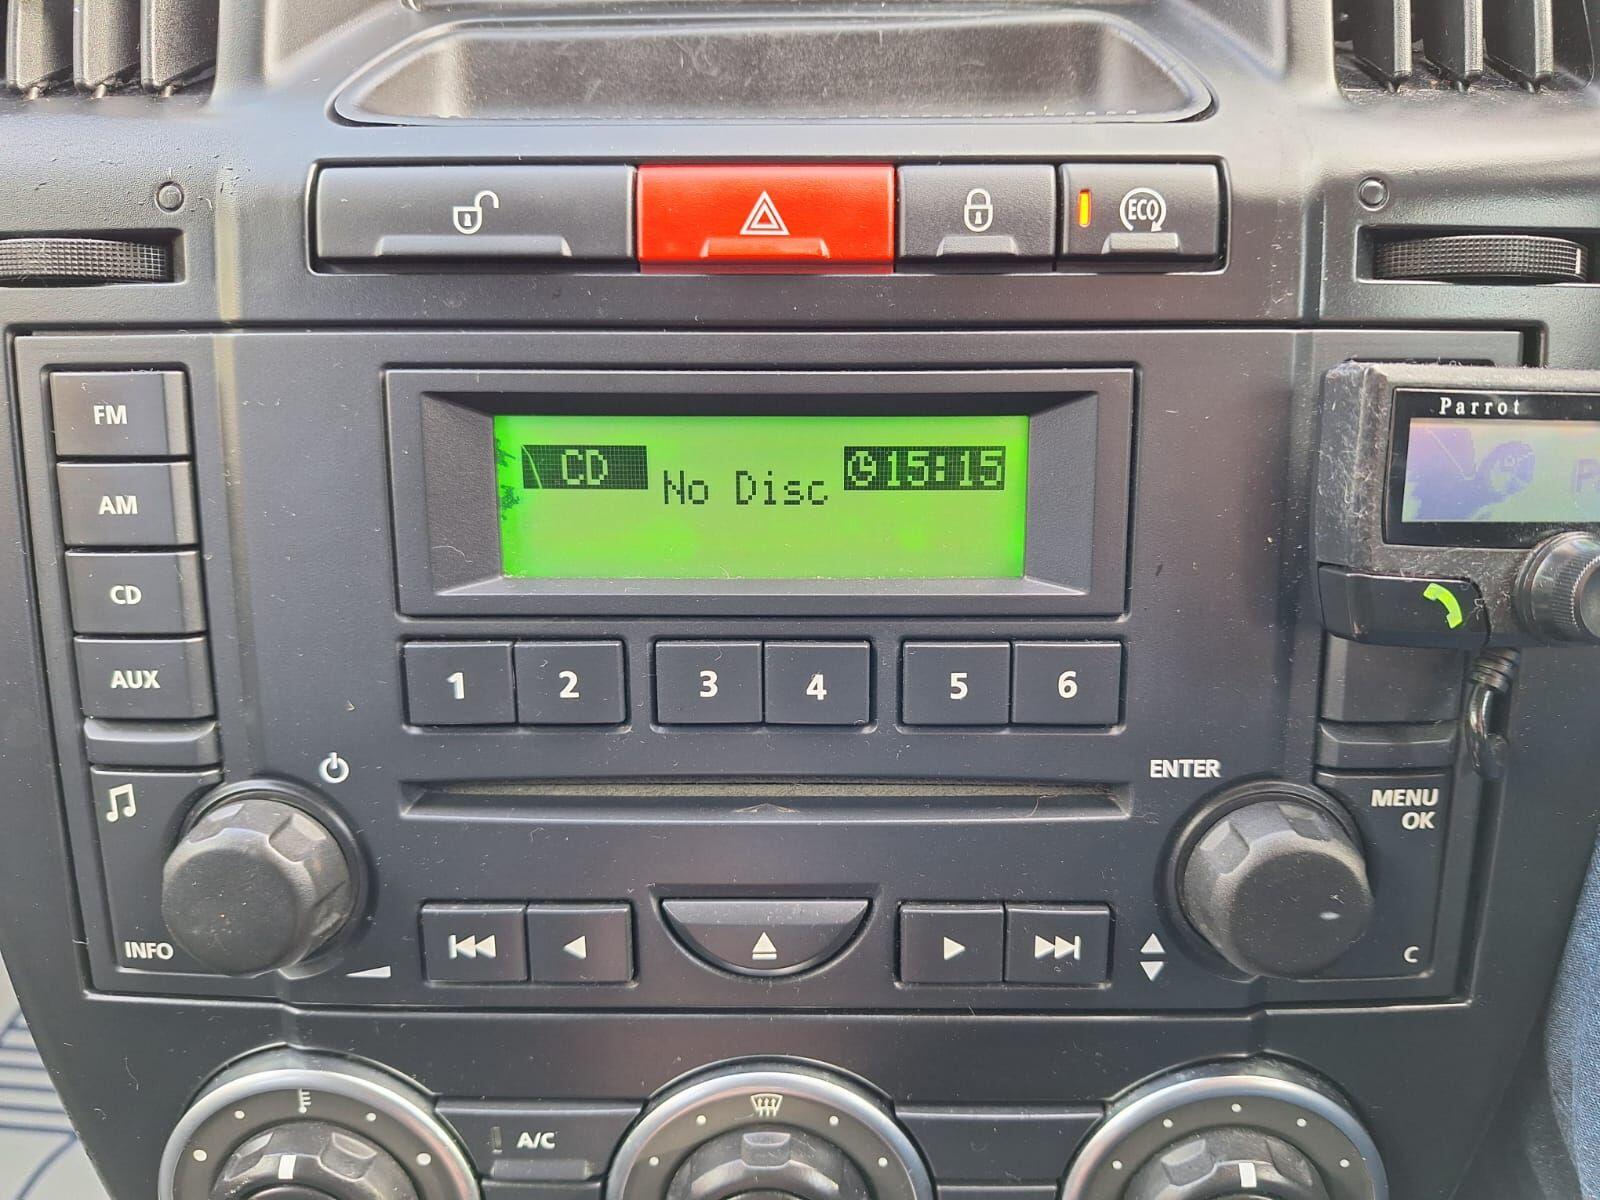 ECO
FM
AM
CD
AUX
CD
No Disc
15:15
Parrot
1
2
3
4
5
6
INFO
ENTER
MENU
OK
C
A/C